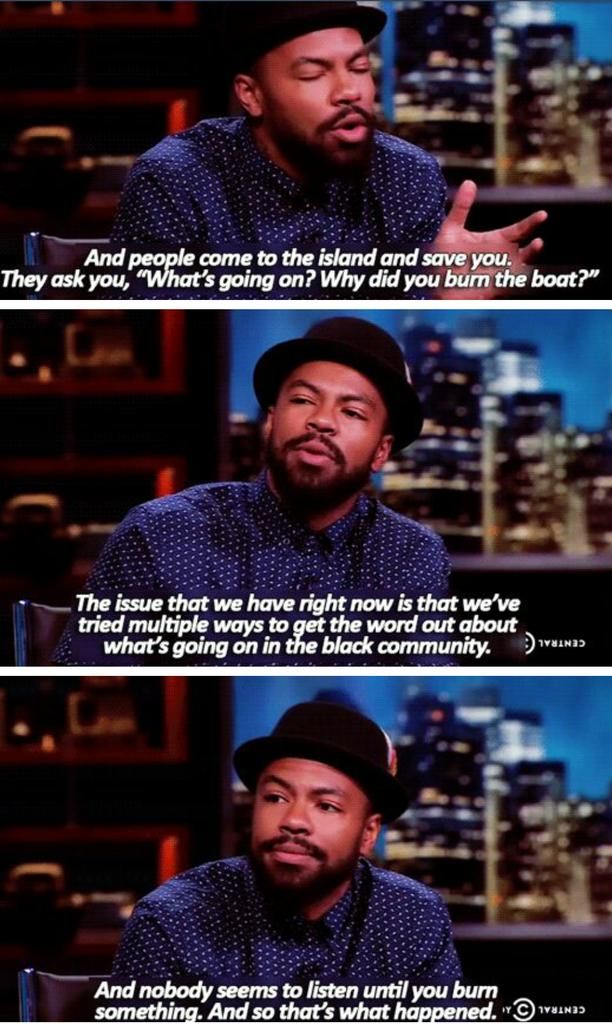 And people come to the island and save you.
They ask you, "What's going on? Why did you burn the boat?"
The issue that we have right now is that we've
tried multiple ways to get the word out about
what's going on in the black community.
CENTRAL
And nobody seems to listen until you burn
something. And so that's what happened.
CENTRAL